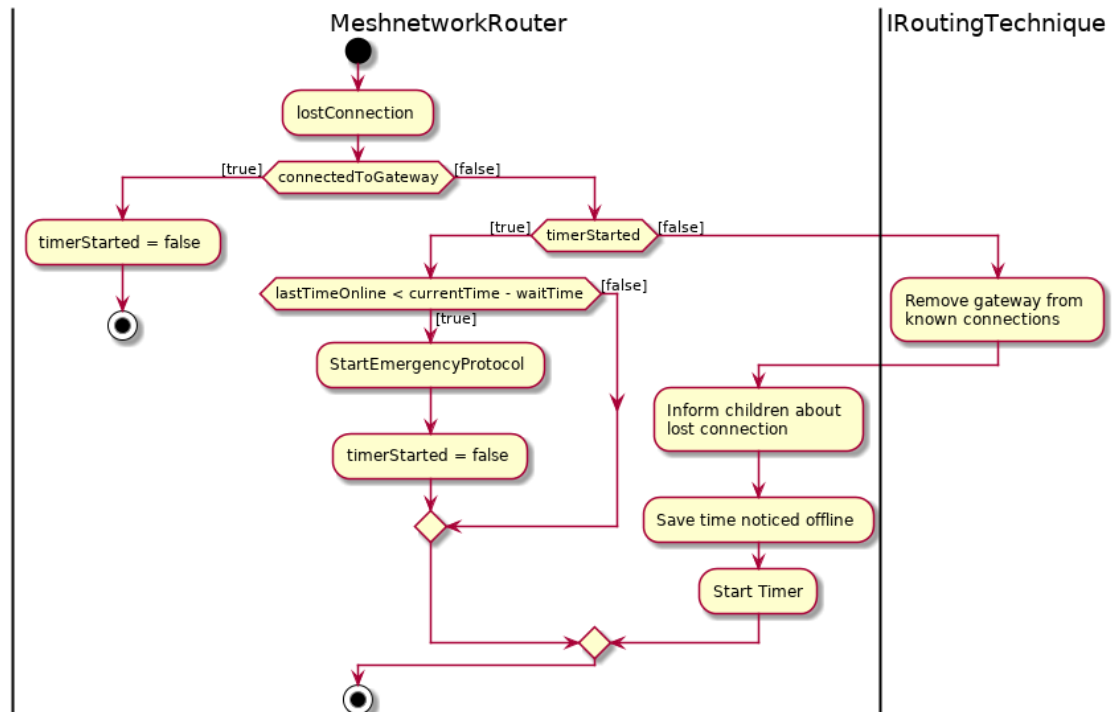 MeshnetworkRouter
IRoutingTechnique
lostConnection
[true]
connectedToGateway
[false]
timerStarted = false
[true]
timerStarted
[false]
lastTimeOnline < currentTime - waitTime
[false]
[true]
StartEmergencyProtocol
timerStarted = false
Remove gateway from
known connections
Inform children about
lost connection
Save time noticed offline
Start Timer